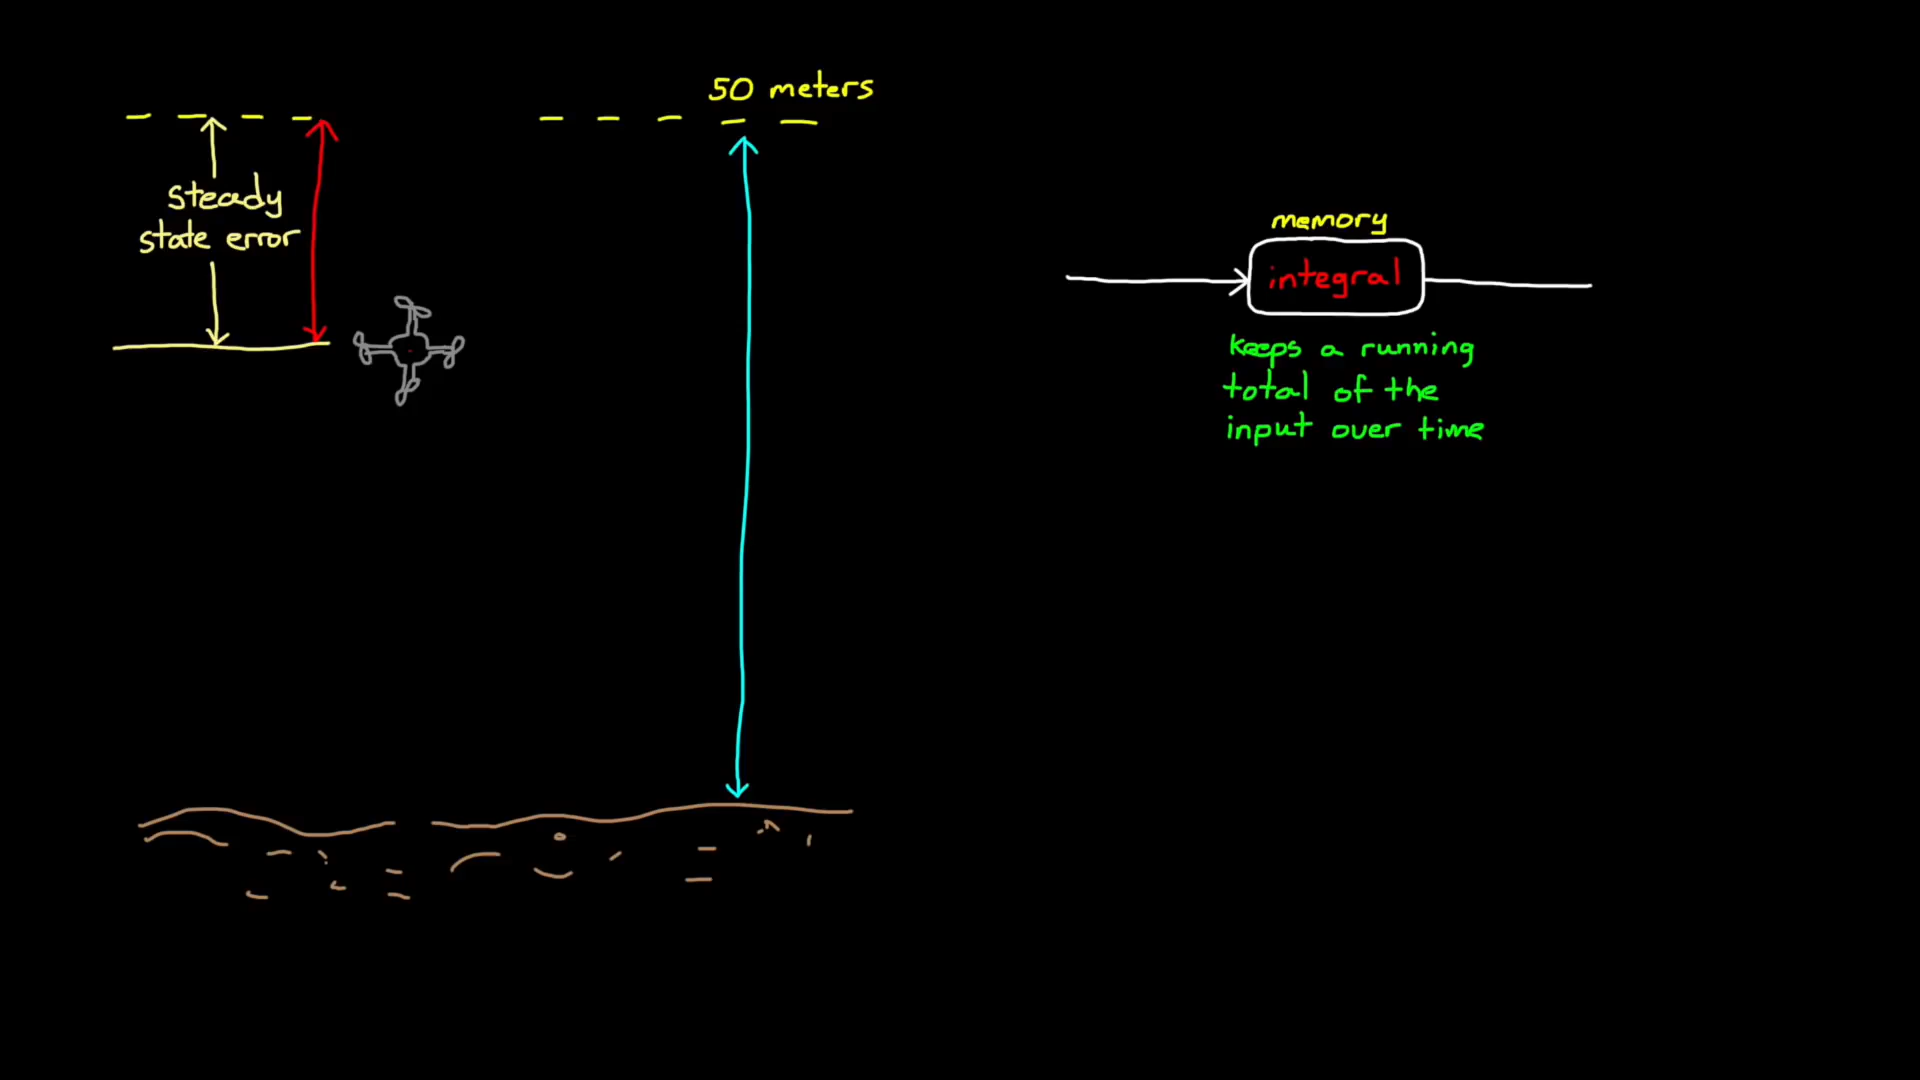 50 meters
steady
state error
memory
integral
keeps a running
total of the
input over time